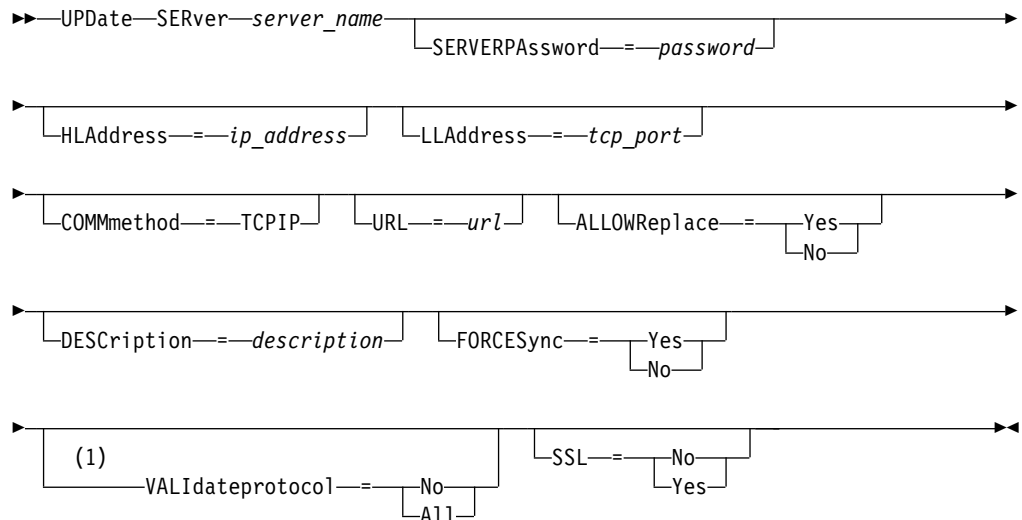 UPDate SERver server_name
SERVERPAssword = password
HLAddress = ip_address LLAddress = tcp_port
COMMmethod = TCPIP URL = url ALLOWReplace = Yes
No
DESCription = description FORCESync = Yes
No
(1)
VALIdateprotocol = No
All
SSL = No
Yes